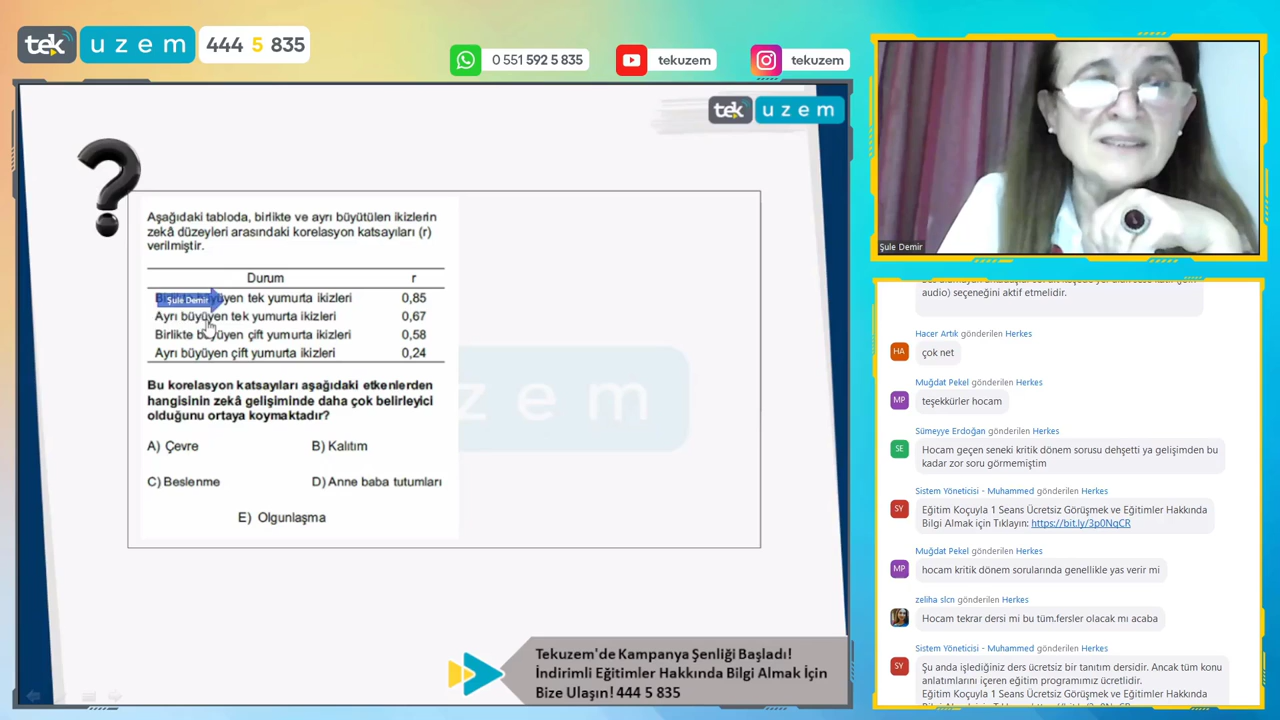 tek uzem 444 5 835
0 551 592 5 835
tekuzem
tekuzem
tek uzem
Aşağıdaki tabloda, birlikte ve ayrı büyütülen ikizlerin
zekâ düzeyleri arasındaki korelasyon katsayıları (r)
verilmiştir.
Durum r
büyüyen tek yumurta ikizleri 0,85
Şule Demir
Ayrı büyüyen tek yumurta ikizleri 0,67
Birlikte büyüyen çift yumurta ikizleri 0,58
Ayrı büyüyen çift yumurta ikizleri 0,24
Bu korelasyon katsayıları aşağıdaki etkenlerden
hangisinin zekâ gelişiminde daha çok belirleyici
olduğunu ortaya koymaktadır?
A) Çevre B) Kalıtım
C) Beslenme D) Anne baba tutumları
E) Olgunlaşma
zem
Tekuzem'de Kampanya Şenliği Başladı!
İndirimli Eğitimler Hakkında Bilgi Almak İçin
Bize Ulaşın! 444 5 835
Şule Demir
audio) seçeneğini aktif etmelidir.
Hacer Artık gönderilen Herkes
HA
çok net
Muğdat Pekel gönderilen Herkes
MP
teşekkürler hocam
Sümeyye Erdoğan gönderilen Herkes
SE
Hocam geçen seneki kritik dönem sorusu dehşetti ya gelişimden bu
kadar zor soru görmemiştim
Sistem Yöneticisi - Muhammed gönderilen Herkes
SY
Eğitim Koçuyla 1 Seans Ücretsiz Görüşmek ve Eğitimler Hakkında
Bilgi Almak için Tıklayın: https://bit.ly/3p0NqCR
Muğdat Pekel gönderilen Herkes
MP
hocam kritik dönem sorularında genellikle yas verir mi
zeliha slcn gönderilen Herkes
Hocam tekrar dersi mi bu tüm.fersler olacak mı acaba
Sistem Yöneticisi - Muhammed gönderilen Herkes
SY
Şu anda işlediğiniz ders ücretsiz bir tanıtım dersidir. Ancak tüm konu
anlatımlarını içeren eğitim programımız ücretlidir.
Eğitim Koçuyla 1 Seans Ücretsiz Görüşmek ve Eğitimler Hakkında